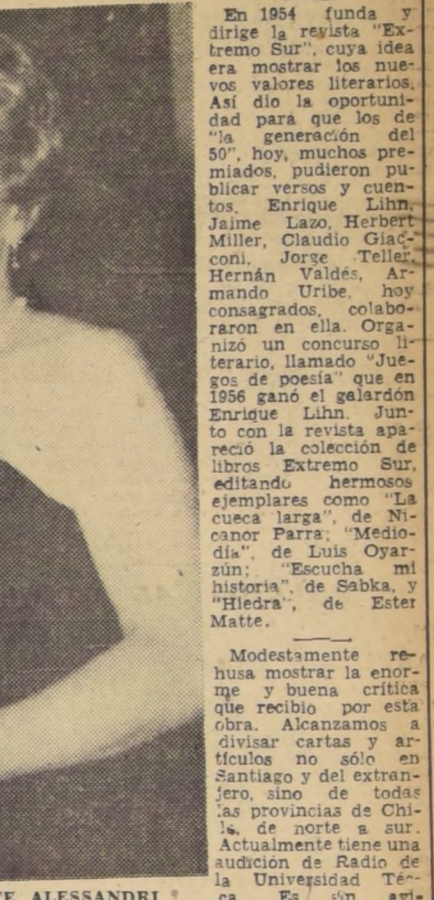 En 1954 funda y
dirige la revista "Ex-
tremo Sur", cuya idea
era mostrar los nue-
vos valores literarios.
Así dio la oportuni-
dad para que los de
"la generación del
50", hoy, muchos pre-
miados, pudieron pu-
blicar versos y cuen-
tos. Enrique Lihn,
Jaime Lazo, Herbert
Miller, Claudio Giac-
coni, Jorge Teller,
Hernán Valdés, Ar-
mando Uribe, hoy
consagrados, colabo-
raron en ella. Orga-
nizó un concurso li-
terario, llamado "Jue-
gos de poesía" que en
1956 ganó el galardón
Enrique Lihn. Jun-
to con la revista apa-
reció la colección de
libros Extremo Sur,
editando hermosos
ejemplares como "La
cueca larga", de Ni-
canor Parra; "Medio-
día", de Luis Oyar-
zún; "Escucha mi
historia", de Sabka, y
"Hiedra", de Ester
Matte.
Modestamente re-
husa mostrar la enor-
me y buena crítica
que recibio por esta
obra. Alcanzamos a
divisar cartas y ar-
tículos no sólo en
Santiago y del extran-
jero, sino de todas
las provincias de Chi-
le, de norte a sur.
Actualmente tiene una
audición de Radio de
la Universidad Téc-
ca. Es sin
ALESSANDRI